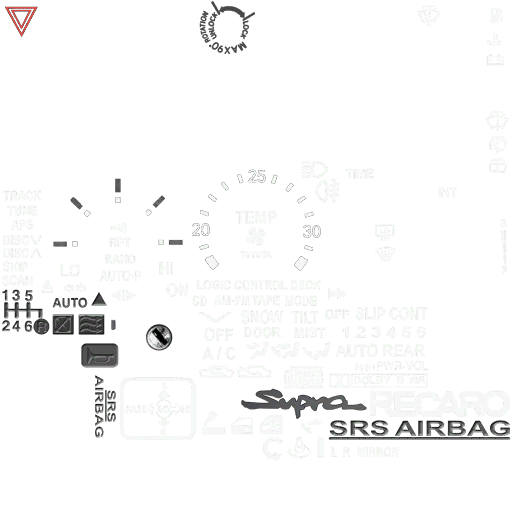 MAX90° ROTATION
UNLOCK
LOCK
25
TIME
INT
TRACK
TUNE
RPS
DISC
DISC
SKIP
SCAN
TEMP
20
30
RPT
RAND
AUTO-P
LO
HI
ON
LOGIC CONTROL DECK
CD AM-FM TAPE MODE
1 3 5
AUTO
2 4 6 R
SNOW TILT OFF SLIP CONT
OFF DOOR MIST 1 2 3 4 5 6
A/C AUTO REAR
PWR-VOL
DOLBY B NR
SRS
AIRBAG
Supra
RECARO
SRS AIRBAG
L R MIRROR